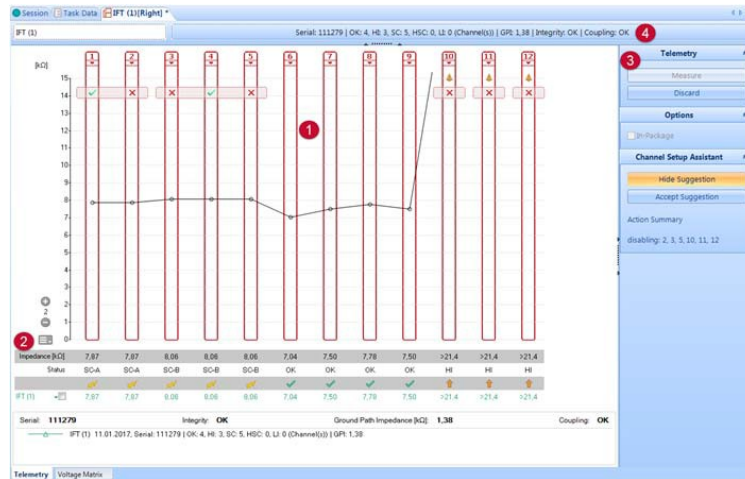 Session Task Data IFT (1)[Right] *
IFT (1)
Serial: 111279 | OK: 4, HI: 3, SC: 5, HSC: 0, LI: 0 (Channel(s)) | GPI: 1,38 | Integrity: OK | Coupling: OK
4
1 2 3 4 5 6 7 8 9 10 11 12
[kΩ]
15
14
13
12
11
10
9
8
7
6
5
4
3
2
1
0
1
2
2
Impedance [kΩ] 7,87 7,87 8,06 8,06 8,06 7,04 7,50 7,78 7,50 >21,4 >21,4 >21,4
Status SC-A SC-A SC-B SC-B SC-B OK OK OK OK HI HI HI
IFT (1) 7,87 7,87 8,06 8,06 8,06 7,04 7,50 7,78 7,50 >21,4 >21,4 >21,4
Serial: 111279 Integrity: OK Ground Path Impedance [kΩ]: 1,38 Coupling: OK
IFT (1) 11.01.2017, Serial: 111279 | OK: 4, HI: 3, SC: 5, HSC: 0, LI: 0 (Channel(s)) | GPI: 1,38
Telemetry Voltage Matrix
3
Telemetry
Measure
Discard
Options
In-Package
Channel Setup Assistant
Hide Suggestion
Accept Suggestion
Action Summary
disabling: 2, 3, 5, 10, 11, 12